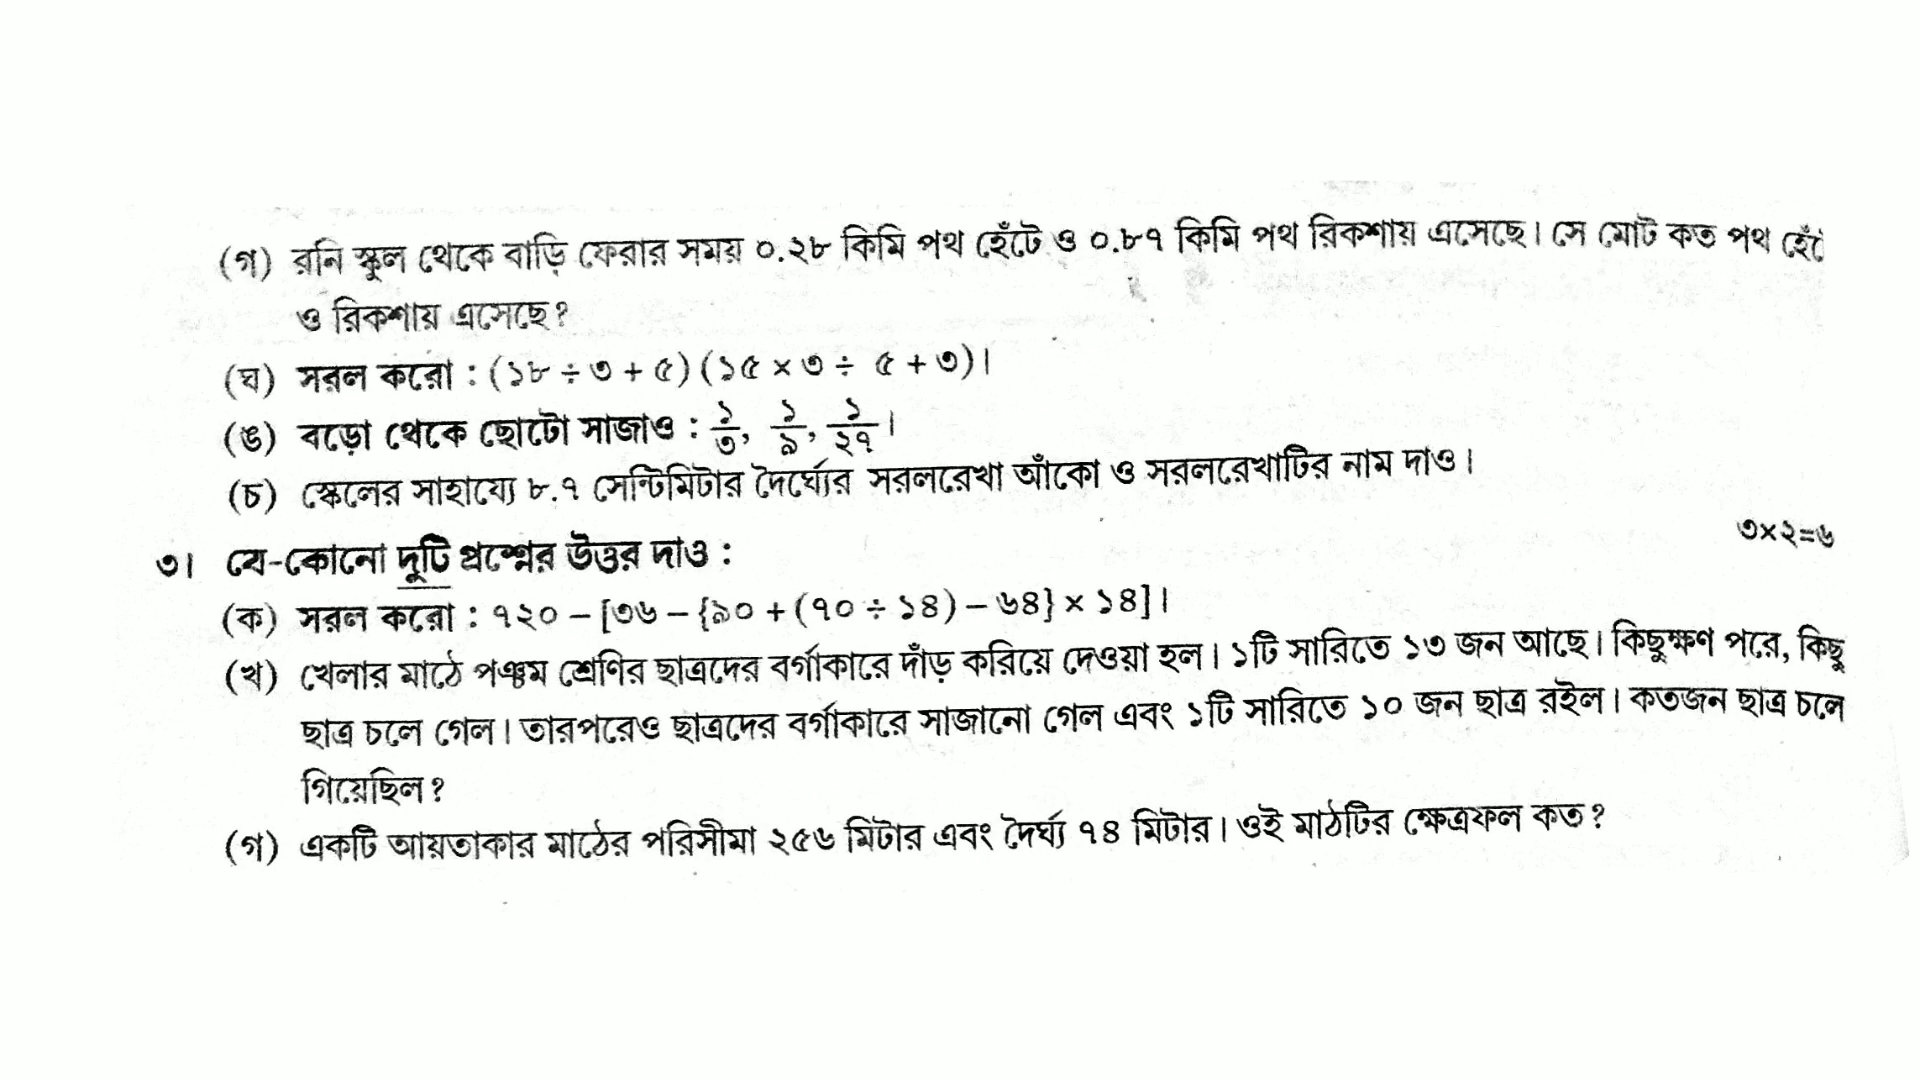 (গ) রনি স্কুল থেকে বাড়ি ফেরার সময় ০.২৮ কিমি পথ হেঁটে ও ০.৮৭ কিমি পথ রিকশায় এসেছে। সে মোট কত পথ হেঁটে
ও রিকশায় এসেছে?
(ঘ) সরল করো : (১৮ ÷ ৩ + ৫) (১৫ × ৩ ÷ ৫ + ৩)।
(ঙ) বড়ো থেকে ছোটো সাজাও : ১/৩, ১/৯, ১/২৭।
(চ) স্কেলের সাহায্যে ৮.৭ সেন্টিমিটার দৈর্ঘ্যের সরলরেখা আঁকো ও সরলরেখাটির নাম দাও।
৩। যে-কোনো দুটি প্রশ্নের উত্তর দাও : ৩×২=৬
(ক) সরল করো : ৭২০ – [৩৬ – {৯০ + (৭০ ÷ ১৪) – ৬৪} × ১৪]।
(খ) খেলার মাঠে পঞ্চম শ্রেণির ছাত্রদের বর্গাকারে দাঁড় করিয়ে দেওয়া হল। ১টি সারিতে ১৩ জন আছে। কিছুক্ষণ পরে, কিছু
ছাত্র চলে গেল। তারপরেও ছাত্রদের বর্গাকারে সাজানো গেল এবং ১টি সারিতে ১০ জন ছাত্র রইল। কতজন ছাত্র চলে
গিয়েছিল?
(গ) একটি আয়তাকার মাঠের পরিসীমা ২৫৬ মিটার এবং দৈর্ঘ্য ৭৪ মিটার। ওই মাঠটির ক্ষেত্রফল কত?